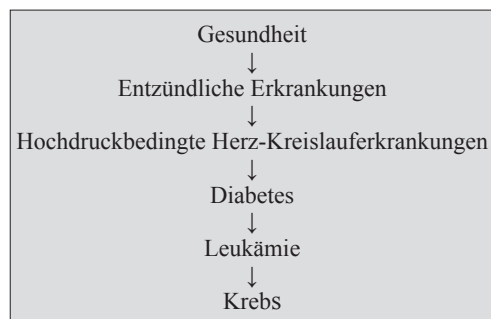 Gesundheit
↓
Entzündliche Erkrankungen
↓
Hochdruckbedingte Herz-Kreislauferkrankungen
↓
Diabetes
↓
Leukämie
↓
Krebs